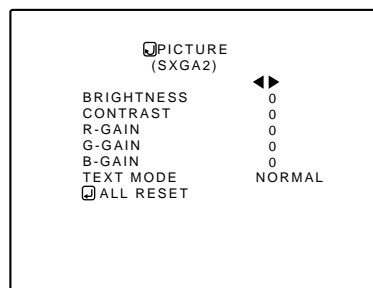 PICTURE
(SXGA2)
BRIGHTNESS 0
CONTRAST 0
R-GAIN 0
G-GAIN 0
B-GAIN 0
TEXT MODE NORMAL
ALL RESET